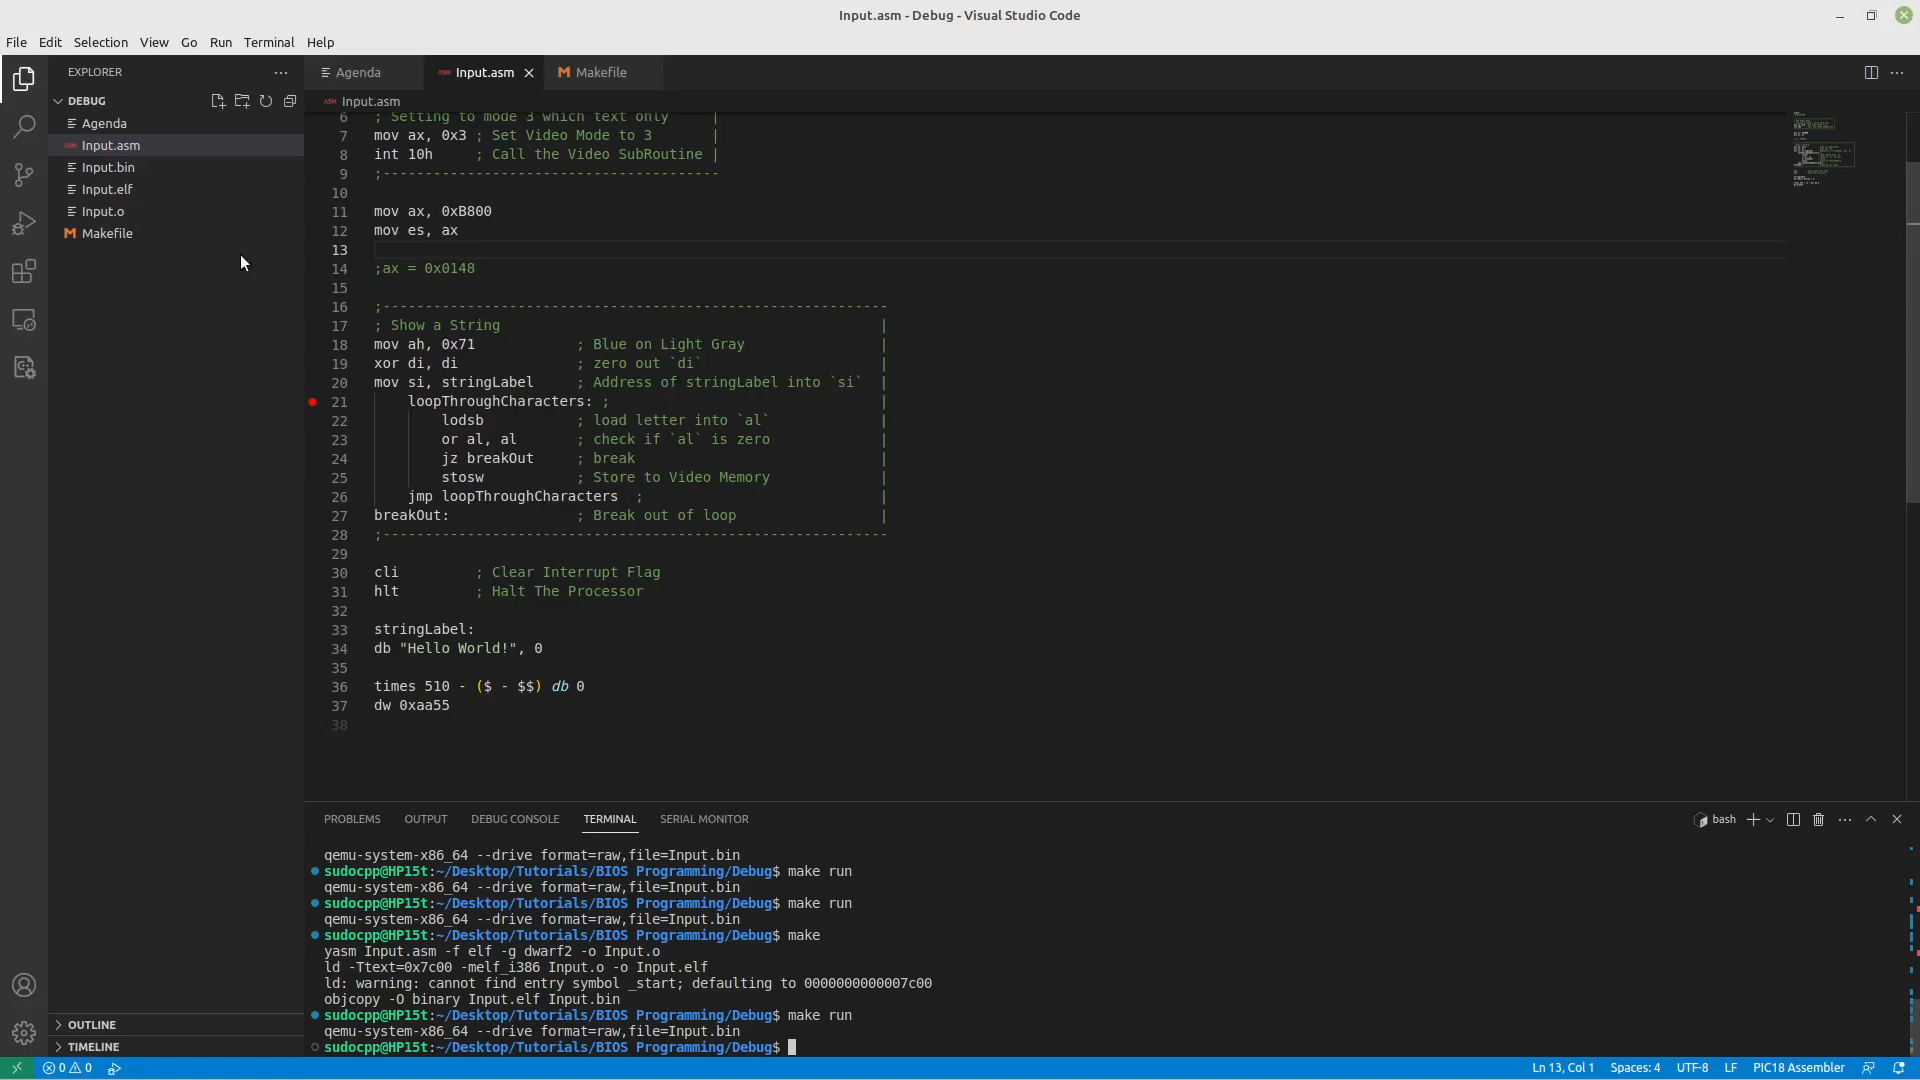 Input.asm - Debug - Visual Studio Code
File Edit Selection View Go Run Terminal Help
EXPLORER
DEBUG
Agenda
Input.asm
Input.bin
Input.elf
Input.o
Makefile
OUTLINE
TIMELINE
Agenda Input.asm Makefile
Input.asm
6 ; Setting to mode 3 which text only |
7 mov ax, 0x3 ; Set Video Mode to 3 |
8 int 10h ; Call the Video SubRoutine |
9 ;----------------------------------------
10
11 mov ax, 0xB800
12 mov es, ax
13
14 ;ax = 0x0148
15
16 ;------------------------------------------------------------
17 ; Show a String |
18 mov ah, 0x71 ; Blue on Light Gray |
19 xor di, di ; zero out `di` |
20 mov si, stringLabel ; Address of stringLabel into `si` |
21 loopThroughCharacters: ; |
22 lodsb ; load letter into `al` |
23 or al, al ; check if `al` is zero |
24 jz breakOut ; break |
25 stosw ; Store to Video Memory |
26 jmp loopThroughCharacters ; |
27 breakOut: ; Break out of loop |
28 ;------------------------------------------------------------
29
30 cli ; Clear Interrupt Flag
31 hlt ; Halt The Processor
32
33 stringLabel:
34 db "Hello World!", 0
35
36 times 510 - ($ - $$) db 0
37 dw 0xaa55
38
PROBLEMS OUTPUT DEBUG CONSOLE TERMINAL SERIAL MONITOR
bash
qemu-system-x86_64 --drive format=raw,file=Input.bin
sudocpp@HP15t:~/Desktop/Tutorials/BIOS Programming/Debug$ make run
qemu-system-x86_64 --drive format=raw,file=Input.bin
sudocpp@HP15t:~/Desktop/Tutorials/BIOS Programming/Debug$ make run
qemu-system-x86_64 --drive format=raw,file=Input.bin
sudocpp@HP15t:~/Desktop/Tutorials/BIOS Programming/Debug$ make
yasm Input.asm -f elf -g dwarf2 -o Input.o
ld -Ttext=0x7c00 -melf_i386 Input.o -o Input.elf
ld: warning: cannot find entry symbol _start; defaulting to 0000000000007c00
objcopy -O binary Input.elf Input.bin
sudocpp@HP15t:~/Desktop/Tutorials/BIOS Programming/Debug$ make run
qemu-system-x86_64 --drive format=raw,file=Input.bin
sudocpp@HP15t:~/Desktop/Tutorials/BIOS Programming/Debug$
0 0 Ln 13, Col 1 Spaces: 4 UTF-8 LF PIC18 Assembler